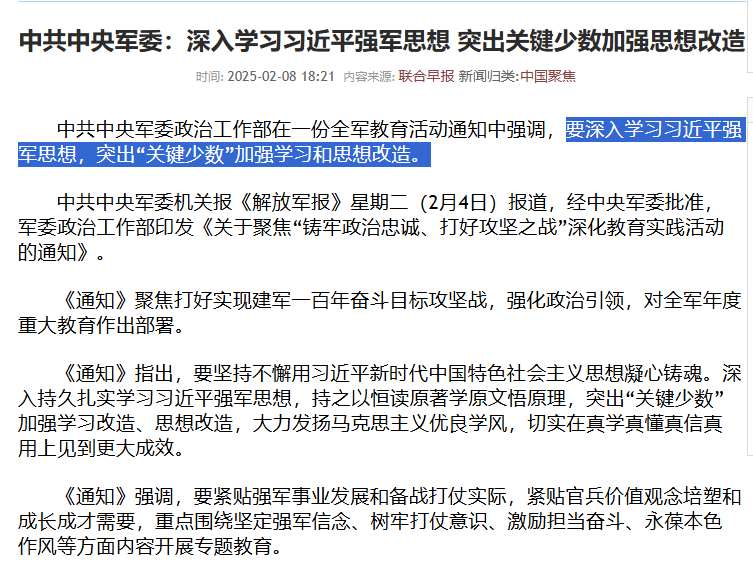 中共中央军委：深入学习习近平强军思想 突出关键少数加强思想改造
时间: 2025-02-08 18:21 内容来源: 联合早报 新闻归类:中国聚焦
中共中央军委政治工作部在一份全军教育活动通知中强调，要深入学习习近平强
军思想，突出“关键少数”加强学习和思想改造。
中共中央军委机关报《解放军报》星期二（2月4日）报道，经中央军委批准，
军委政治工作部印发《关于聚焦“铸牢政治忠诚、打好攻坚之战”深化教育实践活动
的通知》。
《通知》聚焦打好实现建军一百年奋斗目标攻坚战，强化政治引领，对全军年度
重大教育作出部署。
《通知》指出，要坚持不懈用习近平新时代中国特色社会主义思想凝心铸魂。深
入持久扎实学习习近平强军思想，持之以恒读原著学原文悟原理，突出“关键少数”
加强学习改造、思想改造，大力发扬马克思主义优良学风，切实在真学真懂真信真
用上见到更大成效。
《通知》强调，要紧贴强军事业发展和备战打仗实际，紧贴官兵价值观念培塑和
成长成才需要，重点围绕坚定强军信念、树牢打仗意识、激励担当奋斗、永葆本色
作风等方面内容开展专题教育。